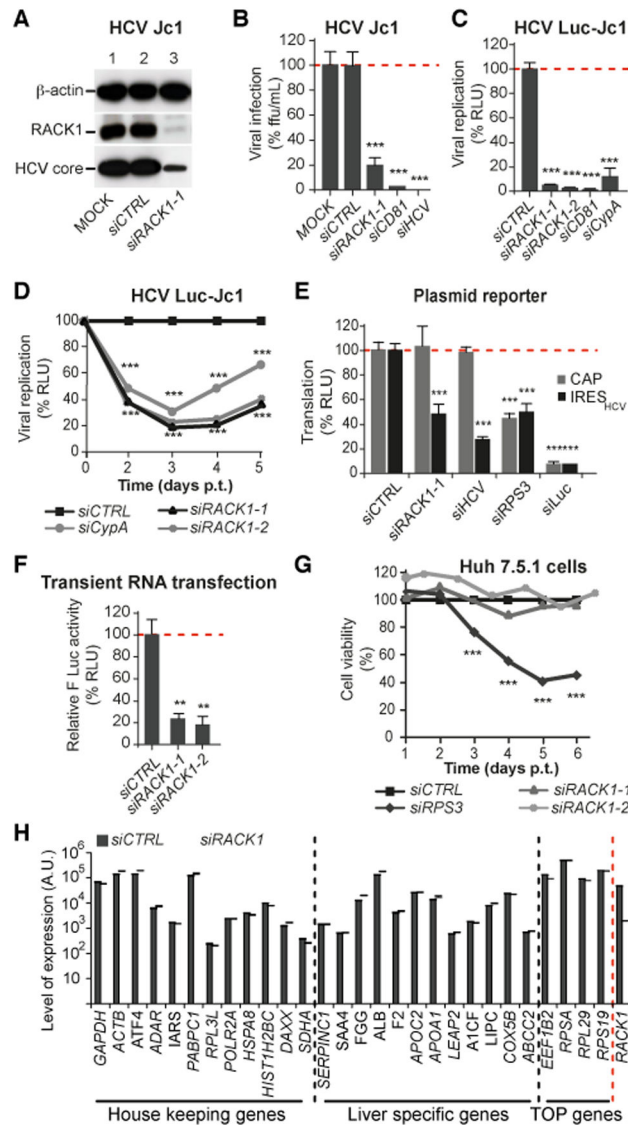 A
HCV Jc1
1 2 3
β-actin
RACK1
HCV core
MOCK
siCTRL
siRACK1-1
B
HCV Jc1
Viral infection
(% ffu/mL)
120
100
80
60
40
20
0
***
***
***
MOCK
siCTRL
siRACK1-1
siCD81
siHCV
C
HCV Luc-Jc1
Viral replication
(% RLU)
120
100
80
60
40
20
0
*** *** *** ***
siCTRL
siRACK1-1
siRACK1-2
siCD81
siCypA
D
HCV Luc-Jc1
Viral replication
(% RLU)
100
80
60
40
20
0
*** *** *** ***
*** *** *** ***
0 2 3 4 5
Time (days p.t.)
siCTRL siRACK1-1
siCypA siRACK1-2
E
Plasmid reporter
Translation
(% RLU)
120
100
80
60
40
20
0
CAP
IRESHCV
***
***
*** ***
******
siCTRL
siRACK1-1
siHCV
siRPS3
siLuc
F
Transient RNA transfection
Relative F Luc activity
(% RLU)
120
100
80
60
40
20
0
** **
siCTRL
siRACK1-1
siRACK1-2
G
Huh 7.5.1 cells
Cell viability
(%)
120
100
80
60
40
20
0
***
***
***
***
1 2 3 4 5 6
Time (days p.t.)
siCTRL siRACK1-1
siRPS3 siRACK1-2
H
siCTRL siRACK1
Level of expression (A.U.)
10⁶
10⁵
10⁴
10³
10²
10¹
10⁰
GAPDH
ACTB
ATF4
ADAR
IARS
PABPC1
RPL3L
POLR2A
HSPA8
HIST1H2BC
DAXX
SDHA
SERPINC1
SAA4
FGG
ALB
F2
APOC2
APOA1
LEAP2
A1CF
LIPC
COX5B
ABCC2
EEF1B2
RPSA
RPL29
RPS19
RACK1
House keeping genes Liver specific genes TOP genes